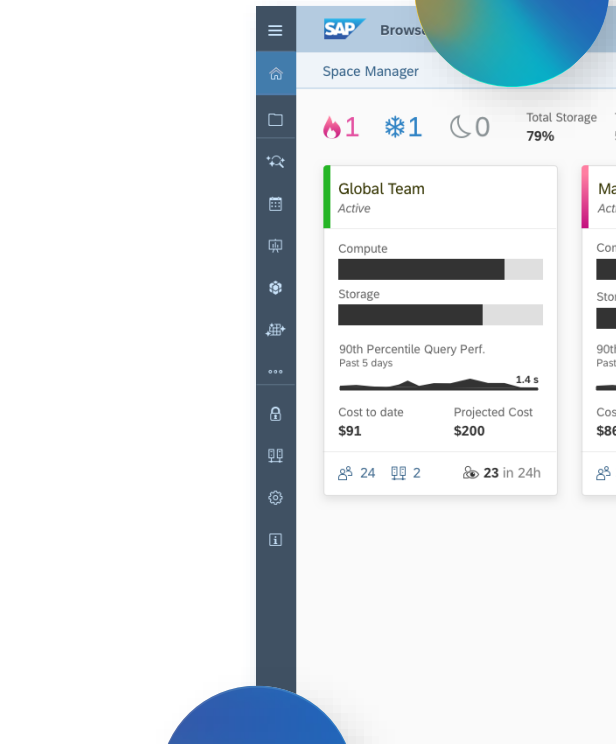 SAP
Space Manager
1 1 0
Total Storage
79%
Global Team
Active
Compute
Storage
90th Percentile Query Perf.
Past 5 days
1.4 s
Cost to date Projected Cost
$91 $200
24 2 23 in 24h